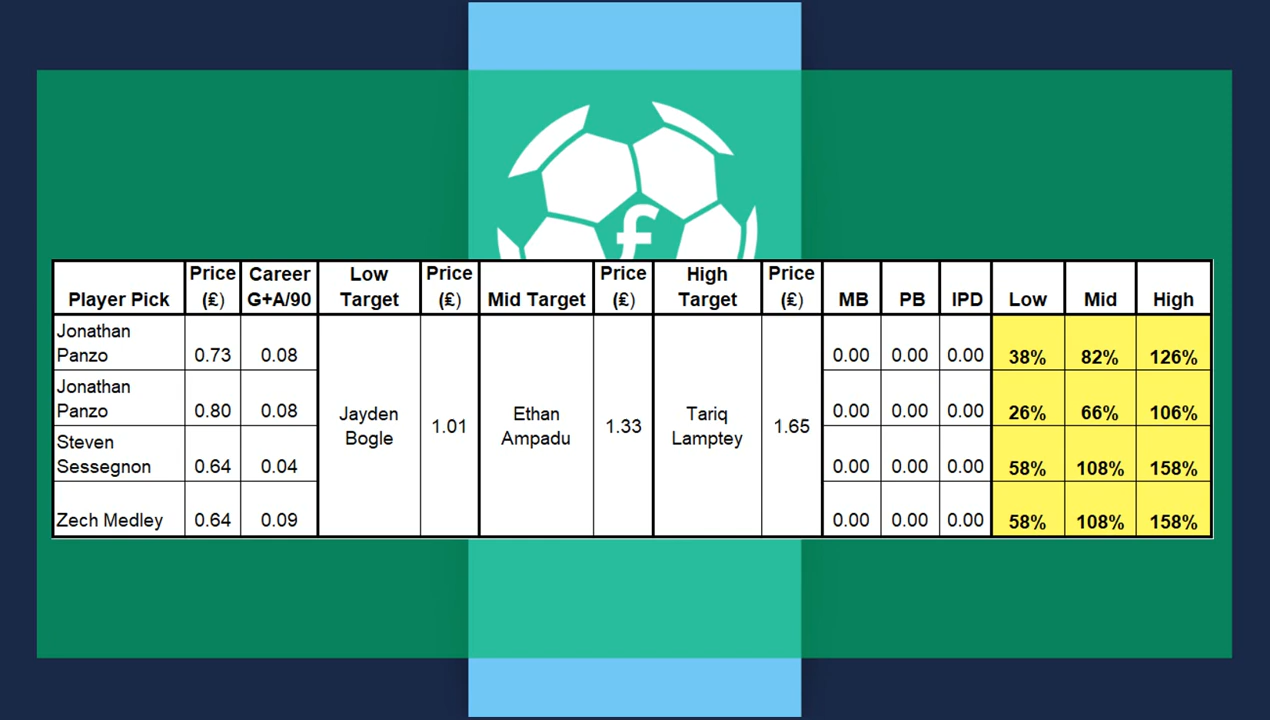 f
Player Pick Price (£) Career G+A/90 Low Target Price (£) Mid Target Price (£) High Target Price (£) MB PB IPD Low Mid High
Jonathan Panzo 0.73 0.08 Jayden Bogle 1.01 Ethan Ampadu 1.33 Tariq Lamptey 1.65 0.00 0.00 0.00 38% 82% 126%
Jonathan Panzo 0.80 0.08 0.00 0.00 0.00 26% 66% 106%
Steven Sessegnon 0.64 0.04 0.00 0.00 0.00 58% 108% 158%
Zech Medley 0.64 0.09 0.00 0.00 0.00 58% 108% 158%